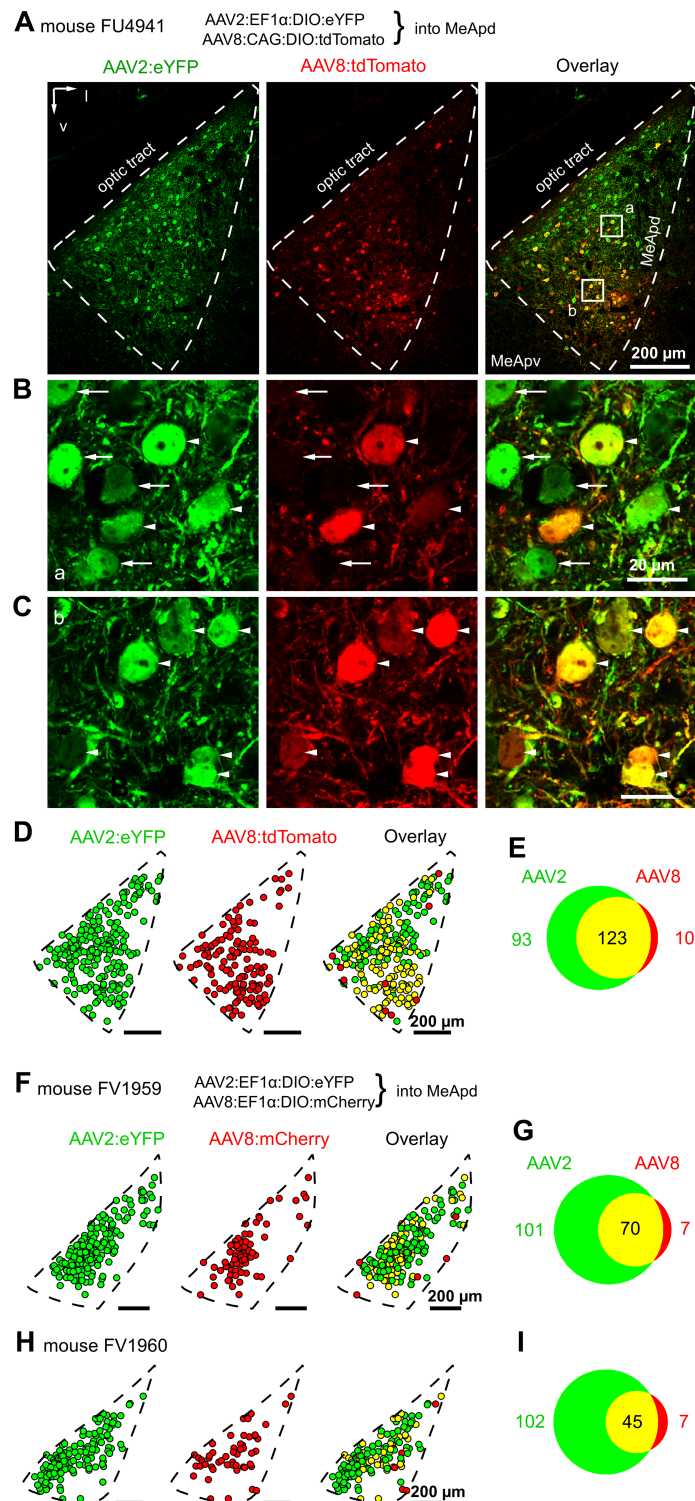 A mouse FU4941
AAV2:EF1α:DIO:eYFP
AAV8:CAG:DIO:tdTomato
} into MeApd
AAV2:eYFP AAV8:tdTomato Overlay
l
v
optic tract
optic tract
optic tract
a
MeApd
b
MeApv
200 µm
B
a
20 µm
C
b
D
AAV2:eYFP AAV8:tdTomato Overlay
200 µm
E
AAV2 AAV8
93 123 10
F mouse FV1959
AAV2:EF1α:DIO:eYFP
AAV8:EF1α:DIO:mCherry
} into MeApd
AAV2:eYFP AAV8:mCherry Overlay
200 µm
G
AAV2 AAV8
101 70 7
H mouse FV1960
200 µm
I
102 45 7